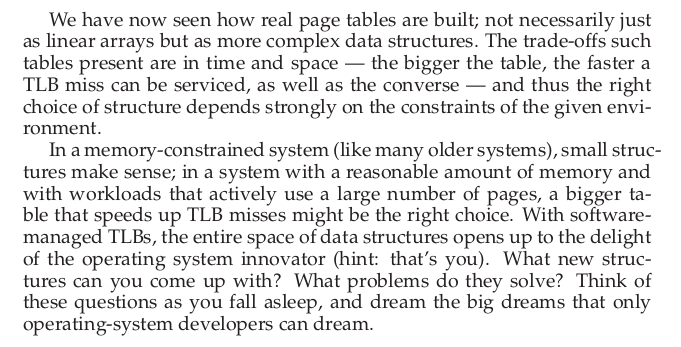 We have now seen how real page tables are built; not necessarily just
as linear arrays but as more complex data structures. The trade-offs such
tables present are in time and space — the bigger the table, the faster a
TLB miss can be serviced, as well as the converse — and thus the right
choice of structure depends strongly on the constraints of the given envi-
ronment.
In a memory-constrained system (like many older systems), small struc-
tures make sense; in a system with a reasonable amount of memory and
with workloads that actively use a large number of pages, a bigger ta-
ble that speeds up TLB misses might be the right choice. With software-
managed TLBs, the entire space of data structures opens up to the delight
of the operating system innovator (hint: that's you). What new struc-
tures can you come up with? What problems do they solve? Think of
these questions as you fall asleep, and dream the big dreams that only
operating-system developers can dream.